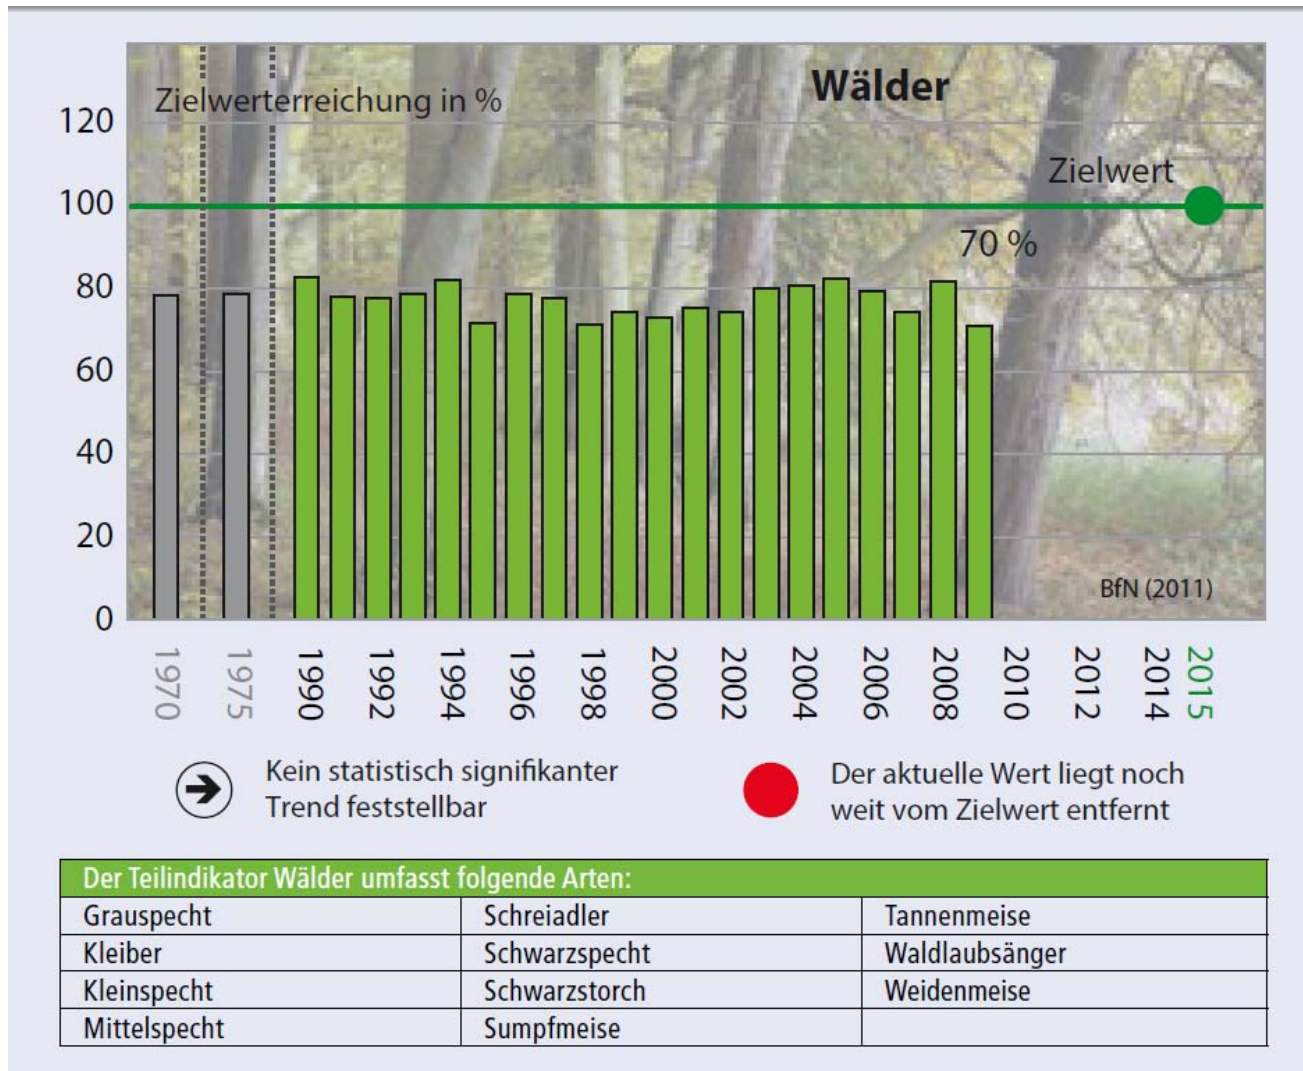 Wälder
Zielwerterreichung in %
120
100
80
60
40
20
0
Zielwert
70 %
BfN (2011)
1970
1975
1990
1992
1994
1996
1998
2000
2002
2004
2006
2008
2010
2012
2014
2015
Kein statistisch signifikanter
Trend feststellbar
Der aktuelle Wert liegt noch
weit vom Zielwert entfernt
Der Teilindikator Wälder umfasst folgende Arten:
Grauspecht Schreiadler Tannenmeise
Kleiber Schwarzspecht Waldlaubsänger
Kleinspecht Schwarzstorch Weidenmeise
Mittelspecht Sumpfmeise